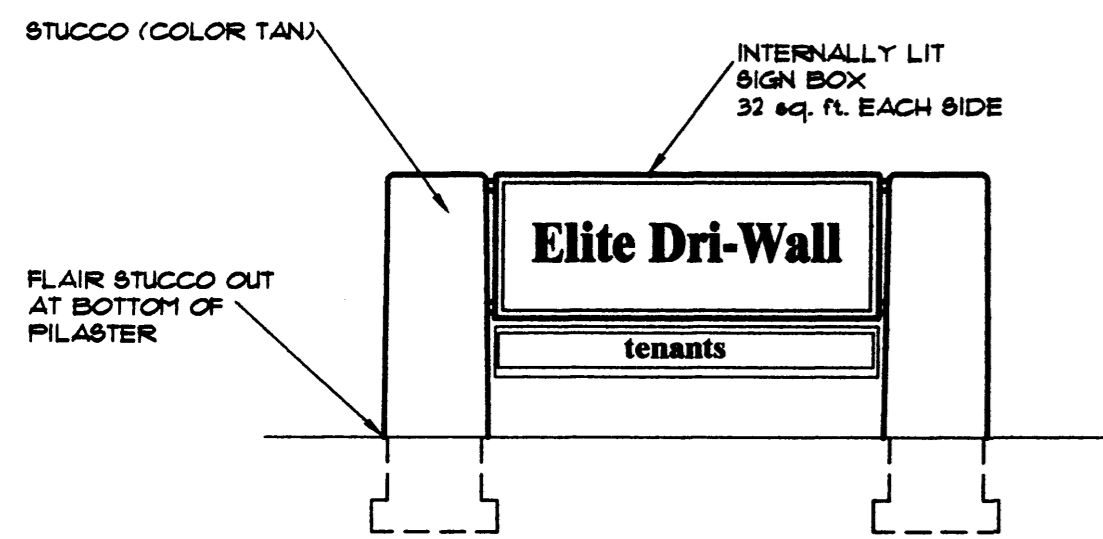 STUCCO (COLOR TAN)
INTERNALLY LIT
SIGN BOX
32 sq. ft. EACH SIDE
Elite Dri-Wall
FLAIR STUCCO OUT
AT BOTTOM OF
PILASTER
tenants